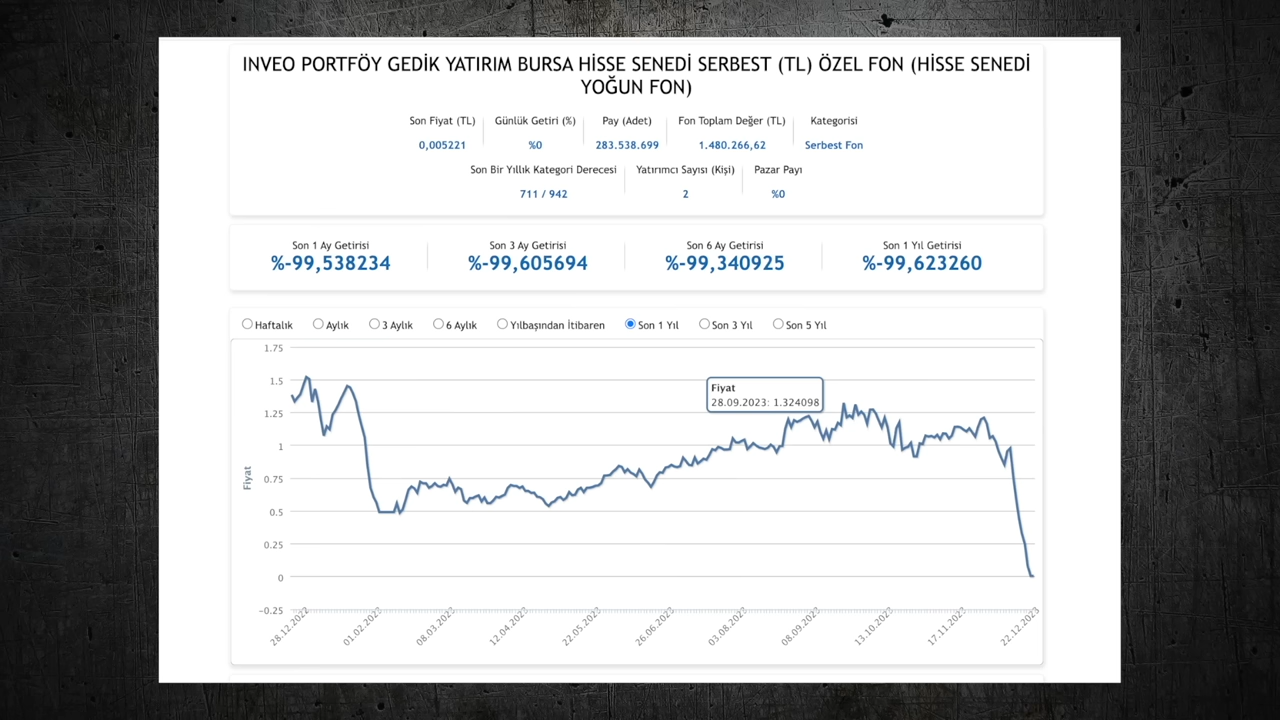 INVEO PORTFÖY GEDİK YATIRIM BURSA HİSSE SENEDİ SERBEST (TL) ÖZEL FON (HİSSE SENEDİ
YOĞUN FON)
Son Fiyat (TL) Günlük Getiri (%) Pay (Adet) Fon Toplam Değer (TL) Kategorisi
0,005221 %0 283.538.699 1.480.266,62 Serbest Fon
Son Bir Yıllık Kategori Derecesi Yatırımcı Sayısı (Kişi) Pazar Payı
711 / 942 2 %0
Son 1 Ay Getirisi Son 3 Ay Getirisi Son 6 Ay Getirisi Son 1 Yıl Getirisi
%-99,538234 %-99,605694 %-99,340925 %-99,623260
Haftalık Aylık 3 Aylık 6 Aylık Yılbaşından İtibaren Son 1 Yıl Son 3 Yıl Son 5 Yıl
1.75
1.5
1.25
1
0.75
0.5
0.25
0
-0.25
Fiyat
Fiyat
28.09.2023: 1.324098
28.12.2022 01.02.2023 08.03.2023 12.04.2023 22.05.2023 26.06.2023 03.08.2023 08.09.2023 13.10.2023 17.11.2023 22.12.2023